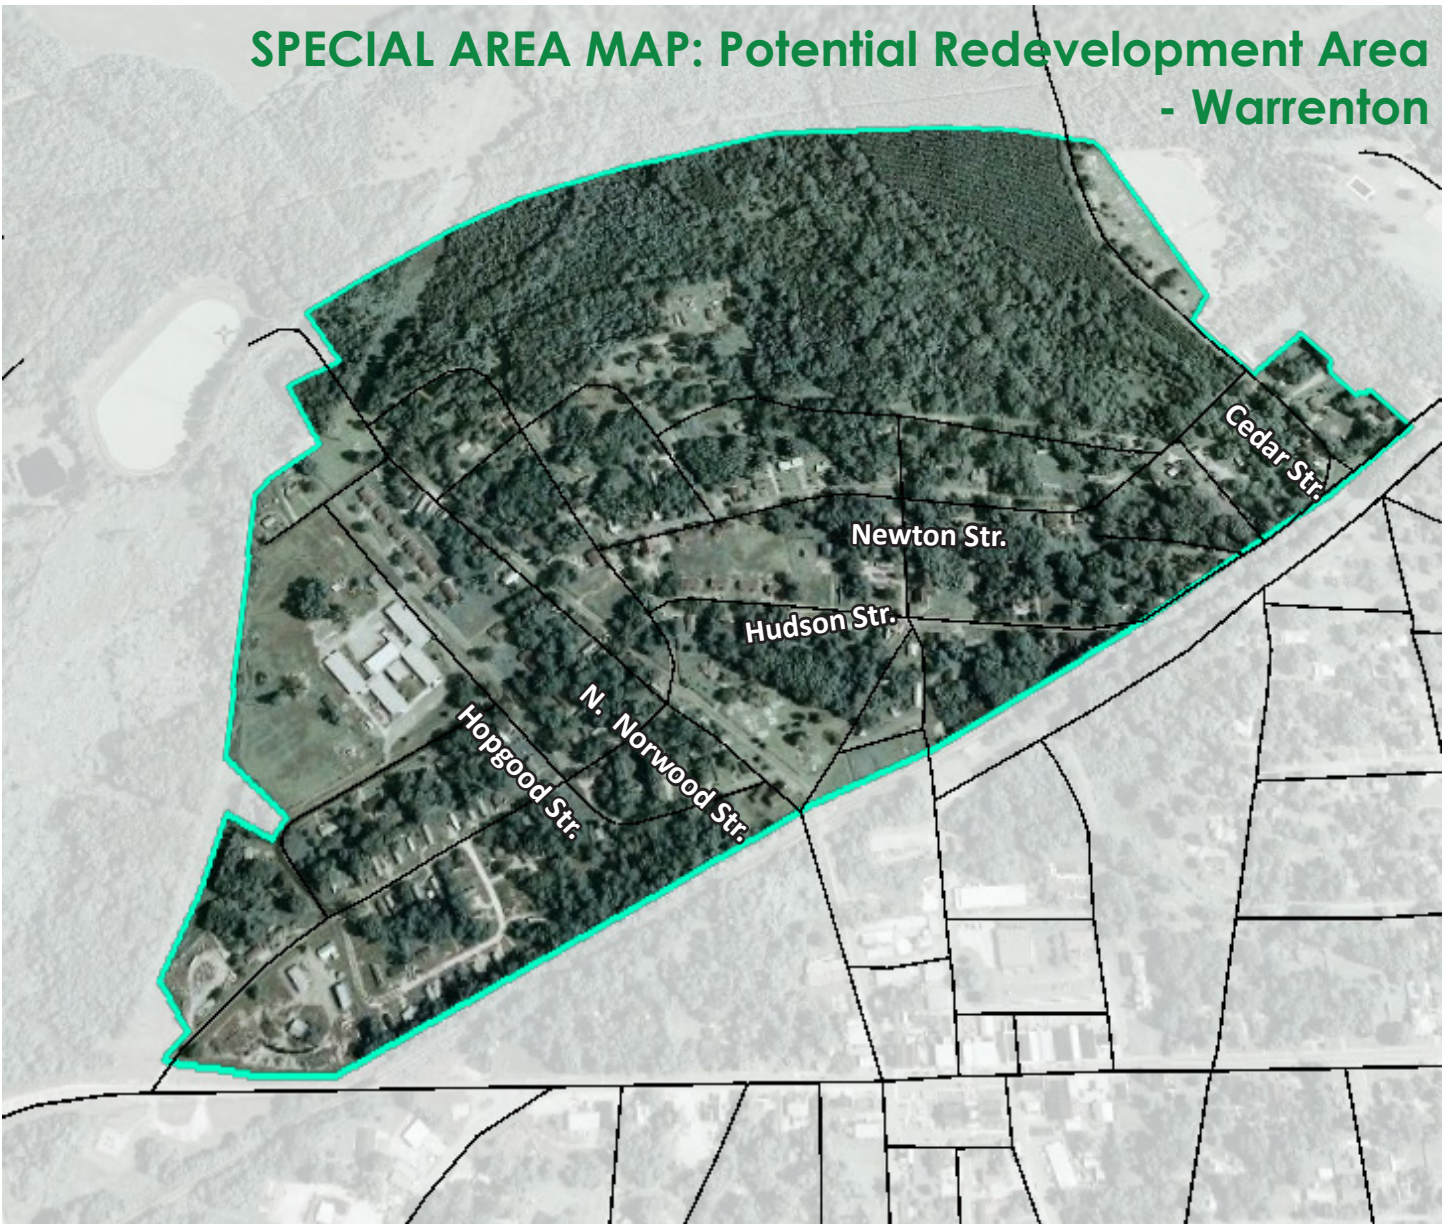 SPECIAL AREA MAP: Potential Redevelopment Area
- Warrenton
Cedar Str.
Newton Str.
Hudson Str.
N. Norwood Str.
Hopgood Str.